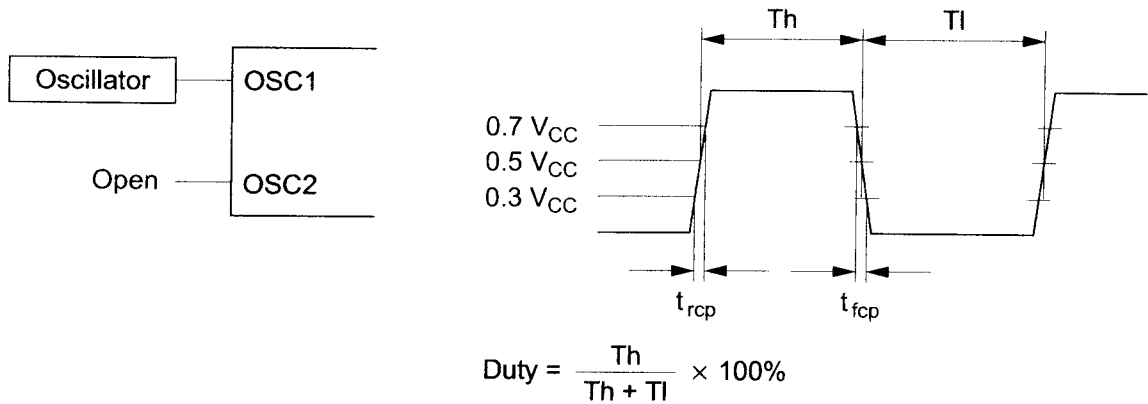 Oscillator
OSC1
Open
OSC2
Th
Tl
0.7 VCC
0.5 VCC
0.3 VCC
trcp
tfcp
Duty = Th / Th + Tl × 100%